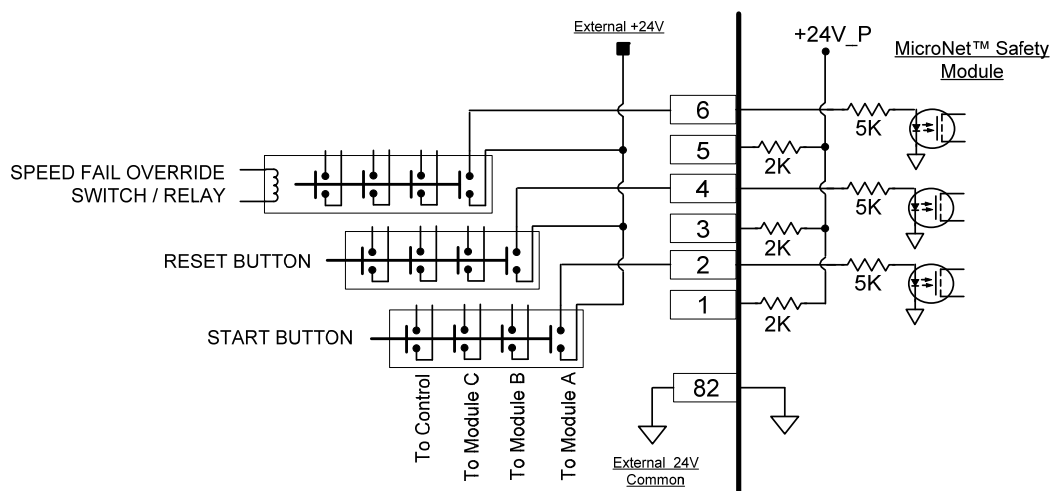 External +24V
+24V_P
MicroNet™ Safety
Module
6
5K
5
2K
SPEED FAIL OVERRIDE
SWITCH / RELAY
4
5K
3
2K
RESET BUTTON
2
5K
1
2K
START BUTTON
To Control
To Module C
To Module B
To Module A
82
External 24V
Common